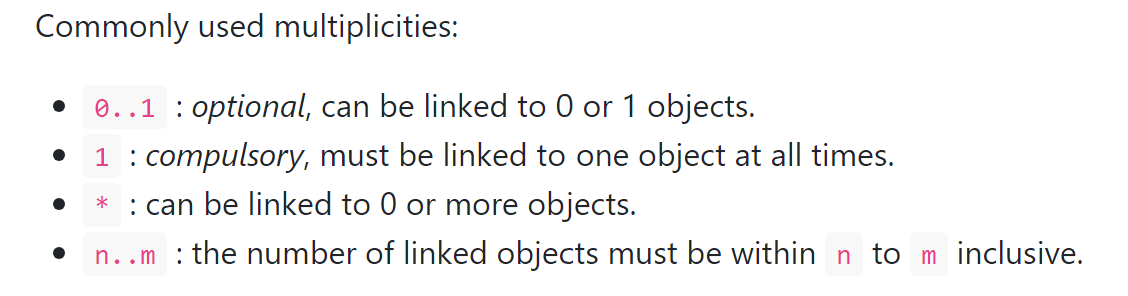 Commonly used multiplicities:
• 0..1 : optional, can be linked to 0 or 1 objects.
• 1 : compulsory, must be linked to one object at all times.
• * : can be linked to 0 or more objects.
• n..m : the number of linked objects must be within n to m inclusive.